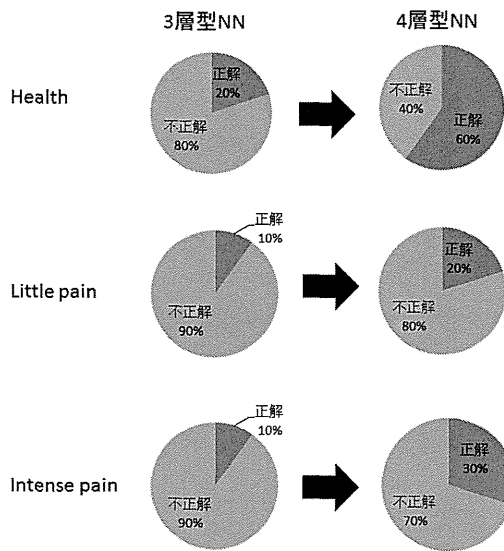 3層型NN
4層型NN
Health
正解
20%
不正解
80%
不正解
40%
正解
60%
Little pain
正解
10%
不正解
90%
正解
20%
不正解
80%
Intense pain
正解
10%
不正解
90%
正解
30%
不正解
70%